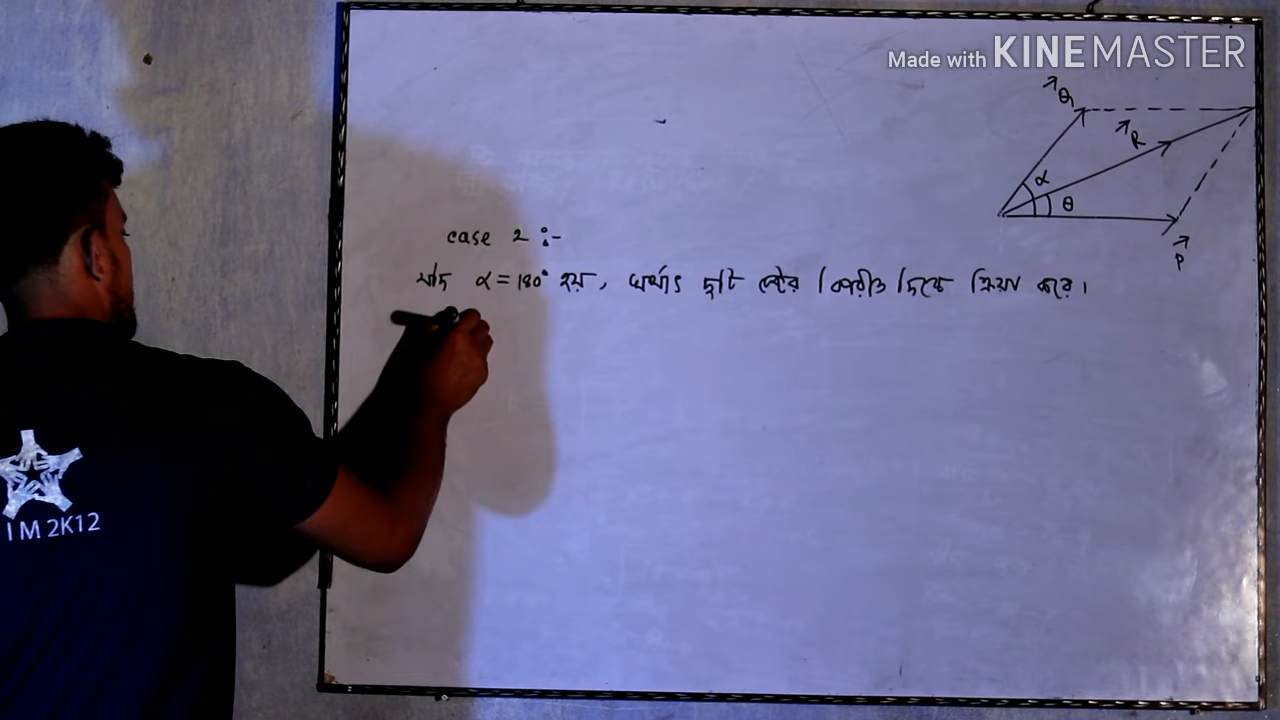 Made with KINEMASTER
Q
R
α
θ
P
case 2 :-
যদি α = 180° হয়, অর্থাৎ দুটি ভেক্টর বিপরীত দিকে ক্রিয়া করে।
I M 2K12